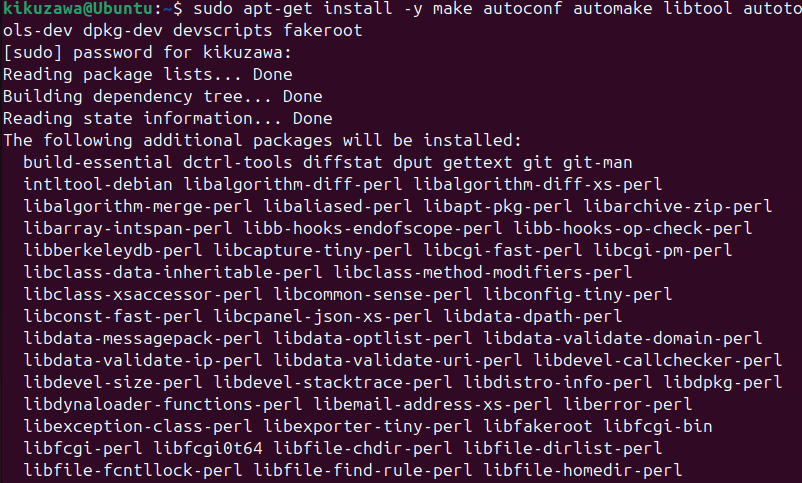 kikuzawa@Ubuntu:~$ sudo apt-get install -y make autoconf automake libtool autoto
ols-dev dpkg-dev devscripts fakeroot
[sudo] password for kikuzawa:
Reading package lists... Done
Building dependency tree... Done
Reading state information... Done
The following additional packages will be installed:
  build-essential dctrl-tools diffstat dput gettext git git-man
  intltool-debian libalgorithm-diff-perl libalgorithm-diff-xs-perl
  libalgorithm-merge-perl libaliased-perl libapt-pkg-perl libarchive-zip-perl
  libarray-intspan-perl libb-hooks-endofscope-perl libb-hooks-op-check-perl
  libberkeleydb-perl libcapture-tiny-perl libcgi-fast-perl libcgi-pm-perl
  libclass-data-inheritable-perl libclass-method-modifiers-perl
  libclass-xsaccessor-perl libcommon-sense-perl libconfig-tiny-perl
  libconst-fast-perl libcpanel-json-xs-perl libdata-dpath-perl
  libdata-messagepack-perl libdata-optlist-perl libdata-validate-domain-perl
  libdata-validate-ip-perl libdata-validate-uri-perl libdevel-callchecker-perl
  libdevel-size-perl libdevel-stacktrace-perl libdistro-info-perl libdpkg-perl
  libdynaloader-functions-perl libemail-address-xs-perl liberror-perl
  libexception-class-perl libexporter-tiny-perl libfakeroot libfcgi-bin
  libfcgi-perl libfcgi0t64 libfile-chdir-perl libfile-dirlist-perl
  libfile-fcntllock-perl libfile-find-rule-perl libfile-homedir-perl